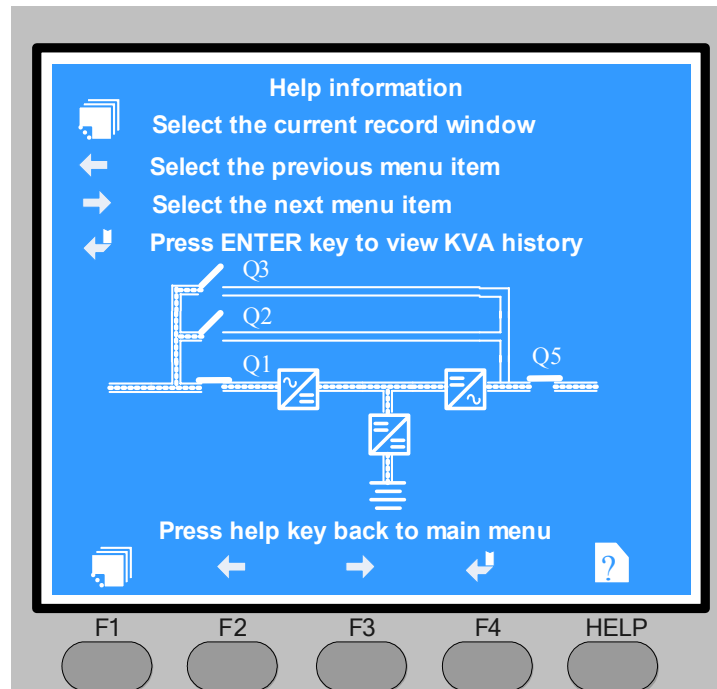 Help information
Select the current record window
Select the previous menu item
Select the next menu item
Press ENTER key to view KVA history
Q3
Q2
Q1
Q5
Press help key back to main menu
?
F1 F2 F3 F4 HELP